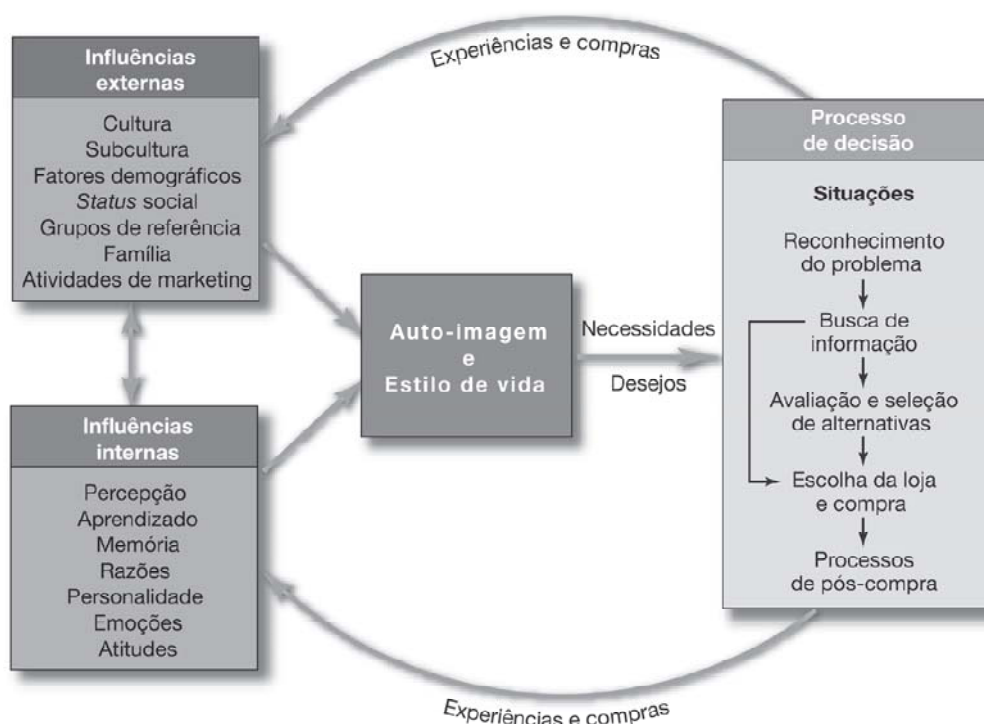 Influências
externas
Cultura
Subcultura
Fatores demográficos
Status social
Grupos de referência
Família
Atividades de marketing
Influências
internas
Percepção
Aprendizado
Memória
Razões
Personalidade
Emoções
Atitudes
Auto-imagem
e
Estilo de vida
Necessidades
Desejos
Experiências e compras
Processo
de decisão
Situações
Reconhecimento
do problema
Busca de
informação
Avaliação e seleção
de alternativas
Escolha da loja
e compra
Processos
de pós-compra
Experiências e compras